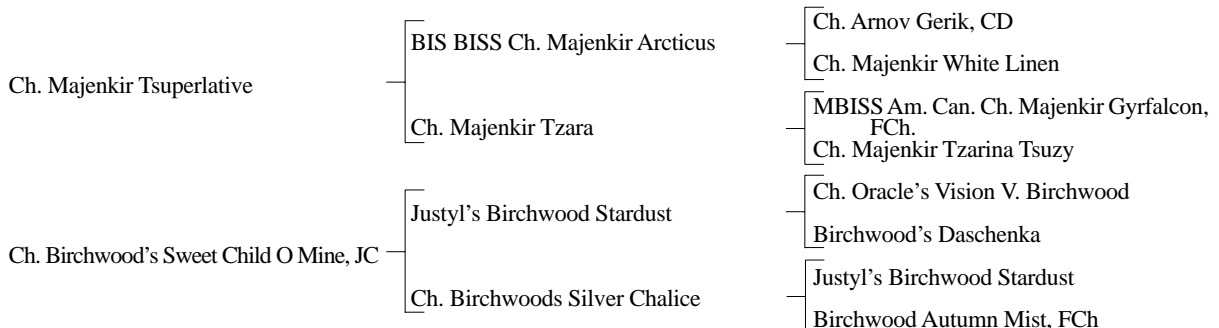 Ch. Majenkir Tsuperlative
BIS BISS Ch. Majenkir Arcticus
Ch. Arnov Gerik, CD
Ch. Majenkir White Linen
Ch. Majenkir Tzara
MBISS Am. Can. Ch. Majenkir Gyrfalcon,
FCh.
Ch. Majenkir Tzarina Tsuzy
Ch. Birchwood's Sweet Child O Mine, JC
Justyl's Birchwood Stardust
Ch. Oracle's Vision V. Birchwood
Birchwood's Daschenka
Ch. Birchwoods Silver Chalice
Justyl's Birchwood Stardust
Birchwood Autumn Mist, FCh